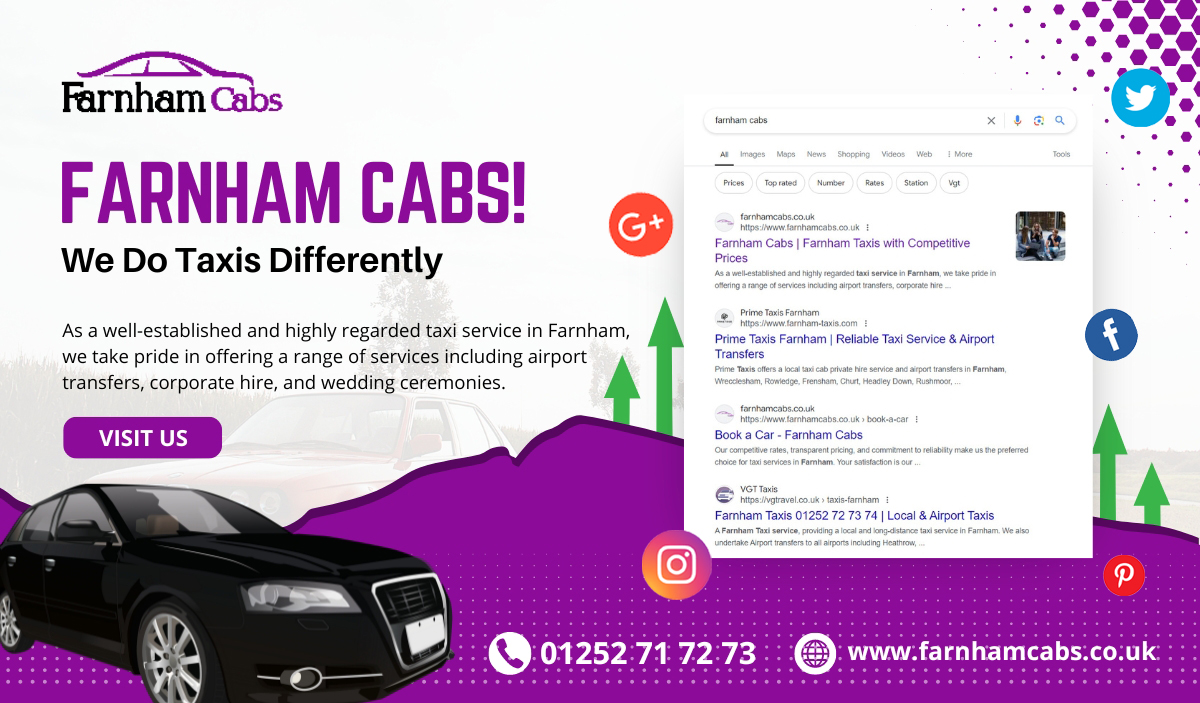 Farnham Cabs
FARNHAM CABS!
We Do Taxis Differently
As a well-established and highly regarded taxi service in Farnham,
we take pride in offering a range of services including airport
transfers, corporate hire, and wedding ceremonies.
VISIT US
G+
farnham cabs
All Images Maps News Shopping Videos Web More Tools
Prices Top rated Number Rates Station Vgt
farnhamcabs.co.uk
https://www.farnhamcabs.co.uk
Farnham Cabs | Farnham Taxis with Competitive
Prices
As a well-established and highly regarded taxi service in Farnham, we take pride in
offering a range of services including airport transfers, corporate hire ...
Prime Taxis Farnham
https://www.farnham-taxis.com
Prime Taxis Farnham | Reliable Taxi Service & Airport
Transfers
Prime Taxis offers a local taxi cab private hire service and airport transfers in Farnham,
Wrecclesham, Rowledge, Frensham, Churt, Headley Down, Rushmoor, ...
farnhamcabs.co.uk
https://www.farnhamcabs.co.uk › book-a-car
Book a Car - Farnham Cabs
Our competitive rates, transparent pricing, and commitment to reliability make us the preferred
choice for taxi services in Farnham. Your satisfaction is our ...
VGT Taxis
https://vgtravel.co.uk › taxis-farnham
Farnham Taxis 01252 72 73 74 | Local & Airport Taxis
A Farnham Taxi service, providing a local and long-distance taxi service in Farnham. We also
undertake Airport transfers to all airports including Heathrow, ...
01252 71 72 73
www.farnhamcabs.co.uk